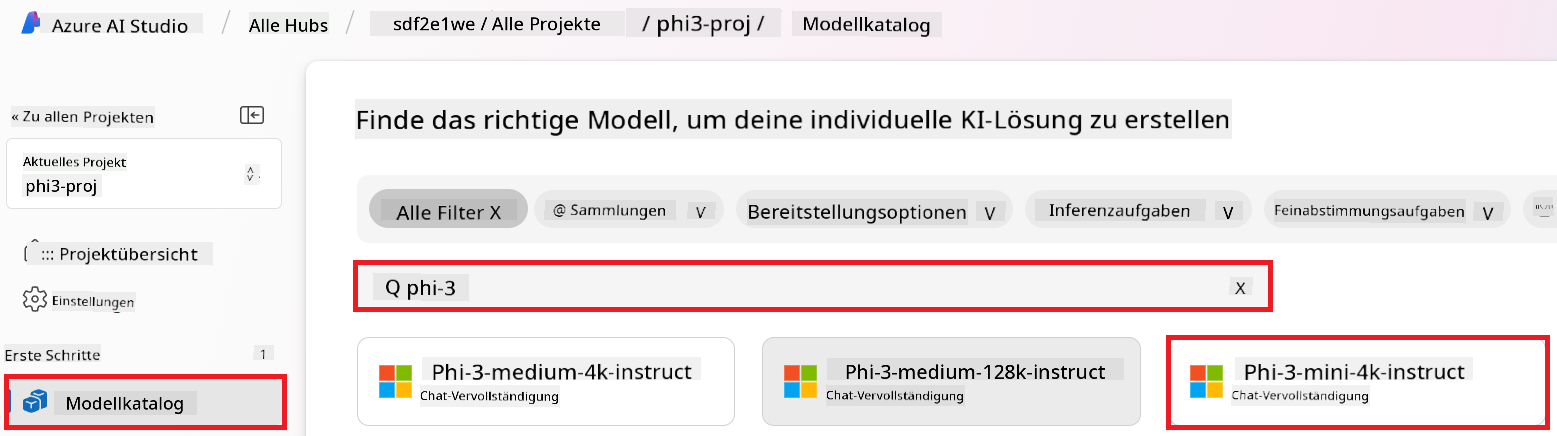 Azure AI Studio / Alle Hubs / sdf2e1we / Alle Projekte / phi3-proj / Modellkatalog
« Zu allen Projekten
Aktuelles Projekt
phi3-proj
::: Projektübersicht
Einstellungen
Erste Schritte 1
Modellkatalog
Finde das richtige Modell, um deine individuelle KI-Lösung zu erstellen
Alle Filter X @ Sammlungen V Bereitstellungsoptionen V Inferenzaufgaben V Feinabstimmungsaufgaben V
Q phi-3 X
Phi-3-medium-4k-instruct
Chat-Vervollständigung
Phi-3-medium-128k-instruct
Chat-Vervollständigung
Phi-3-mini-4k-instruct
Chat-Vervollständigung